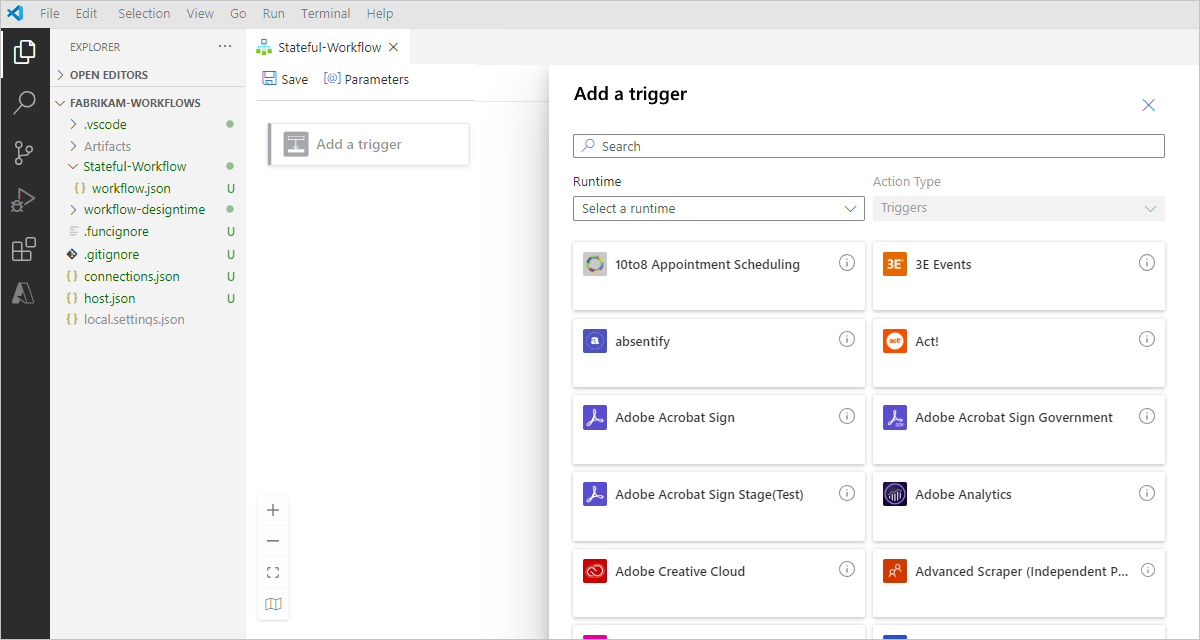 File Edit Selection View Go Run Terminal Help
EXPLORER ···
OPEN EDITORS
FABRIKAM-WORKFLOWS
.vscode
Artifacts
Stateful-Workflow
{} workflow.json U
workflow-designtime
.funcignore U
.gitignore U
{} connections.json U
{} host.json U
{} local.settings.json
Stateful-Workflow
Save [@] Parameters
Add a trigger
Add a trigger
Search
Runtime Action Type
Select a runtime Triggers
10to8 Appointment Scheduling
3E 3E Events
a absentify
act! Act!
Adobe Acrobat Sign
GOV Adobe Acrobat Sign Government
Adobe Acrobat Sign Stage(Test)
Adobe Analytics
Adobe Creative Cloud
Advanced Scraper (Independent P...